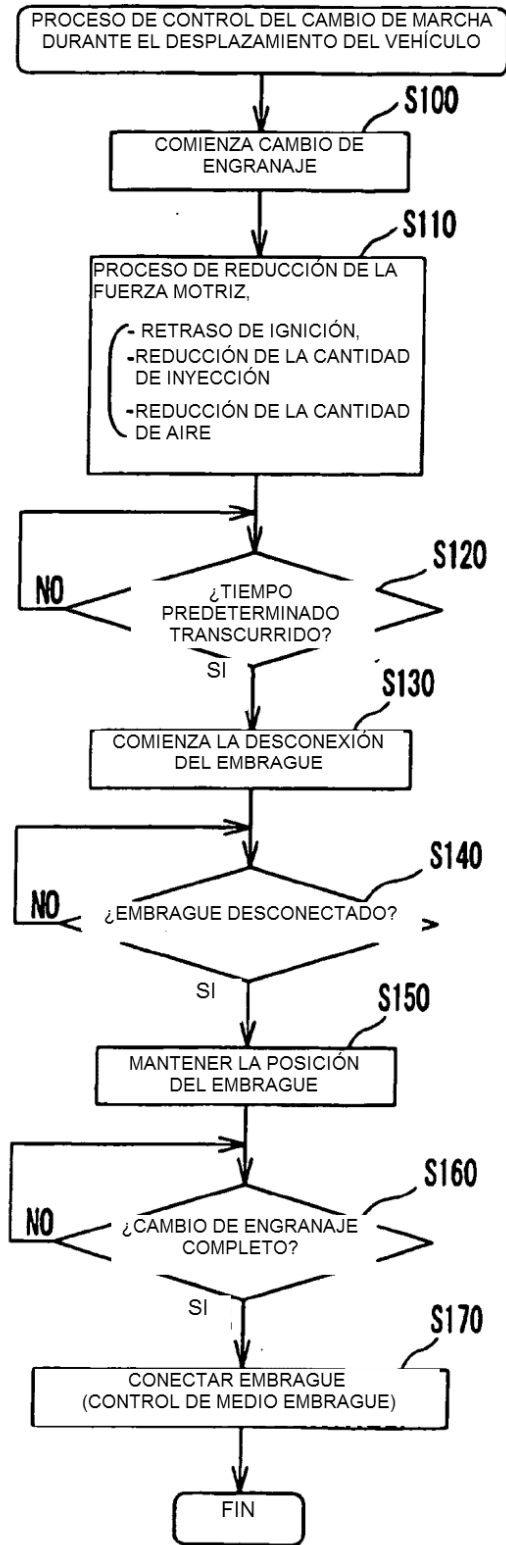 PROCESO DE CONTROL DEL CAMBIO DE MARCHA
DURANTE EL DESPLAZAMIENTO DEL VEHÍCULO
S100
COMIENZA CAMBIO DE
ENGRANAJE
S110
PROCESO DE REDUCCIÓN DE LA
FUERZA MOTRIZ,
- RETRASO DE IGNICIÓN,
-REDUCCIÓN DE LA CANTIDAD
DE INYECCIÓN
-REDUCCIÓN DE LA CANTIDAD
DE AIRE
S120
NO
¿TIEMPO
PREDETERMINADO
TRANSCURRIDO?
SI
S130
COMIENZA LA DESCONEXIÓN
DEL EMBRAGUE
S140
NO
¿EMBRAGUE DESCONECTADO?
SI
S150
MANTENER LA POSICIÓN
DEL EMBRAGUE
S160
NO
¿CAMBIO DE ENGRANAJE
COMPLETO?
SI
S170
CONECTAR EMBRAGUE
(CONTROL DE MEDIO EMBRAGUE)
FIN